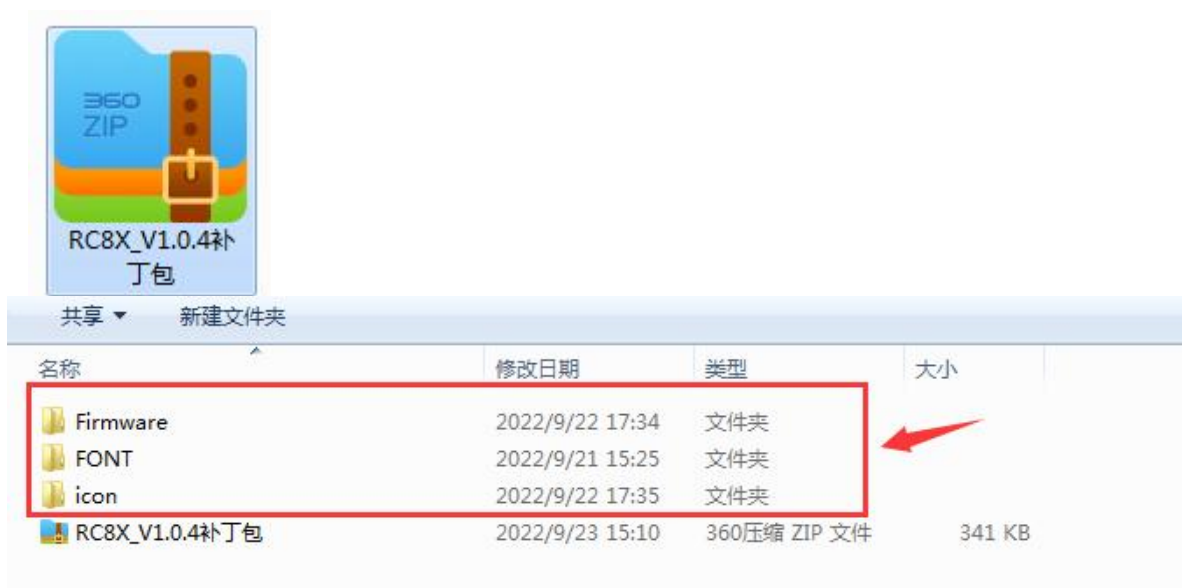 360
ZIP
RC8X_V1.0.4补
丁包
共享 新建文件夹
名称 修改日期 类型 大小
Firmware 2022/9/22 17:34 文件夹
FONT 2022/9/21 15:25 文件夹
icon 2022/9/22 17:35 文件夹
RC8X_V1.0.4补丁包 2022/9/23 15:10 360压缩 ZIP 文件 341 KB